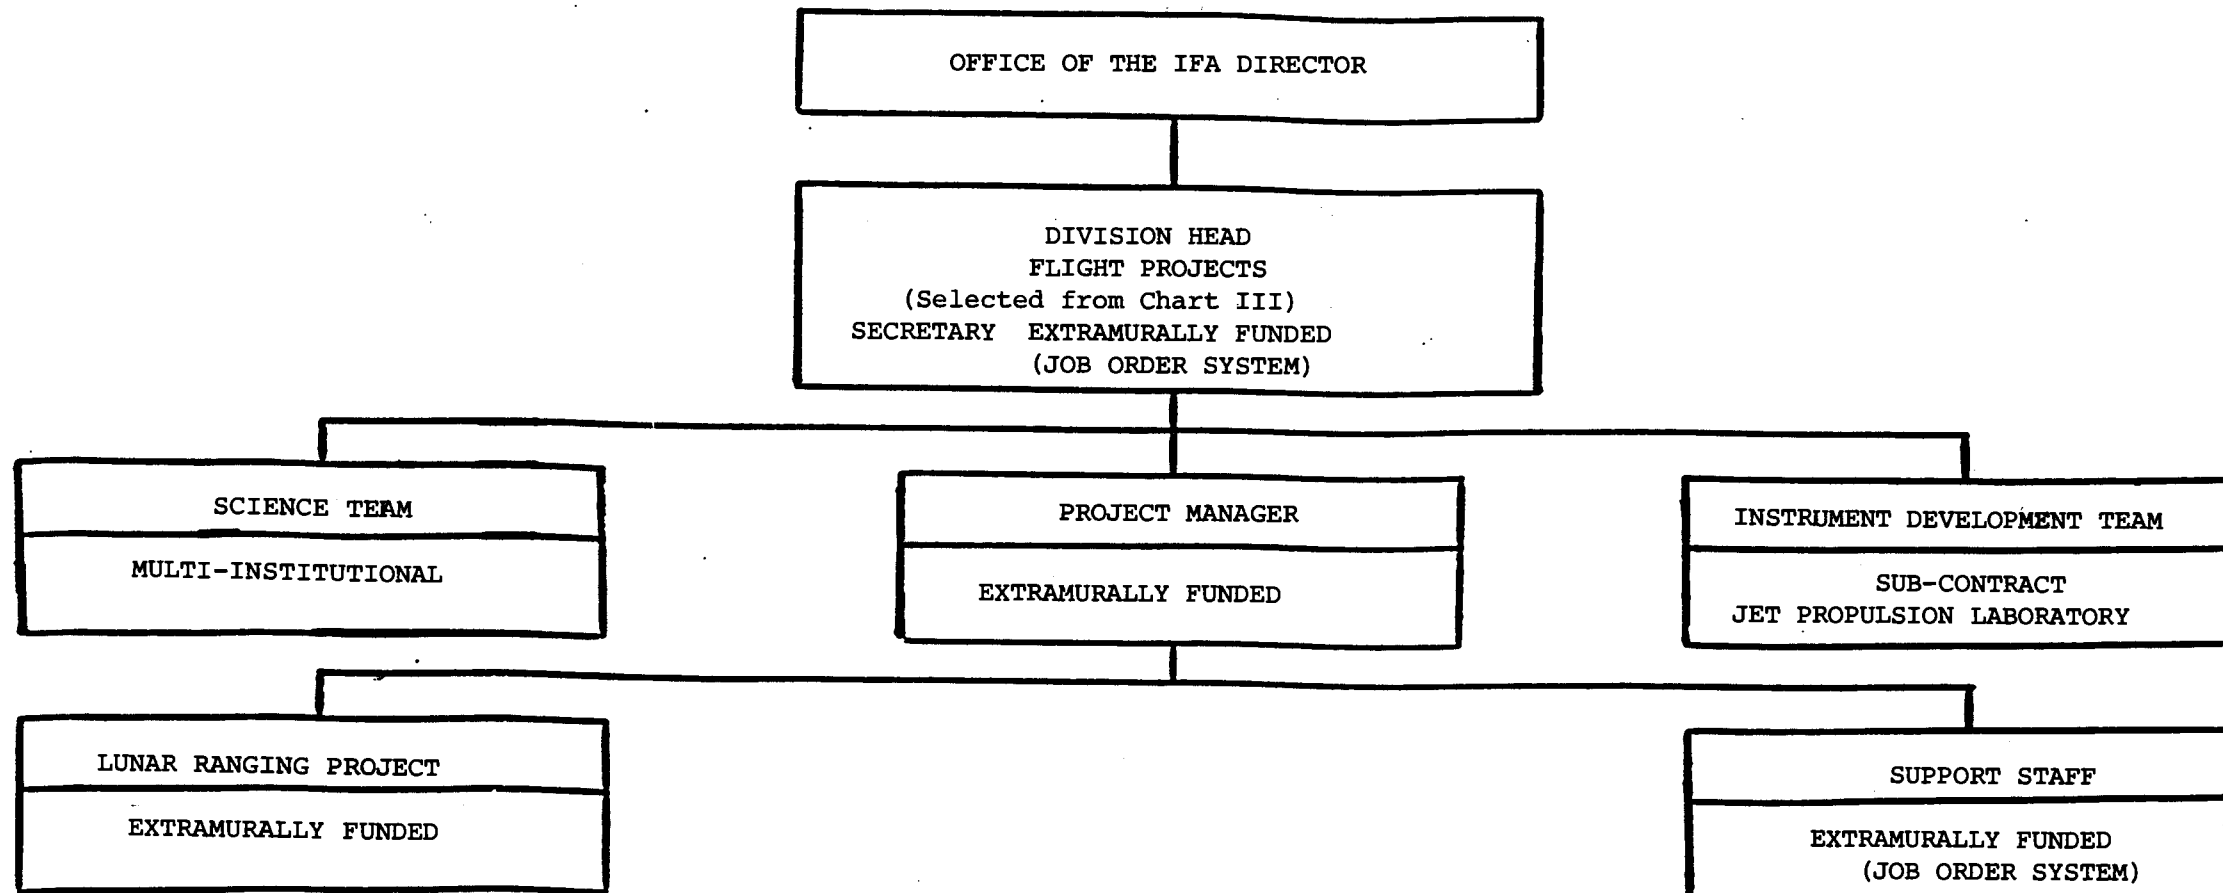 OFFICE OF THE IFA DIRECTOR
DIVISION HEAD
FLIGHT PROJECTS
(Selected from Chart III)
SECRETARY EXTRAMURALLY FUNDED
(JOB ORDER SYSTEM)
SCIENCE TEAM
MULTI-INSTITUTIONAL
PROJECT MANAGER
EXTRAMURALLY FUNDED
INSTRUMENT DEVELOPMENT TEAM
SUB-CONTRACT
JET PROPULSION LABORATORY
LUNAR RANGING PROJECT
EXTRAMURALLY FUNDED
SUPPORT STAFF
EXTRAMURALLY FUNDED
(JOB ORDER SYSTEM)